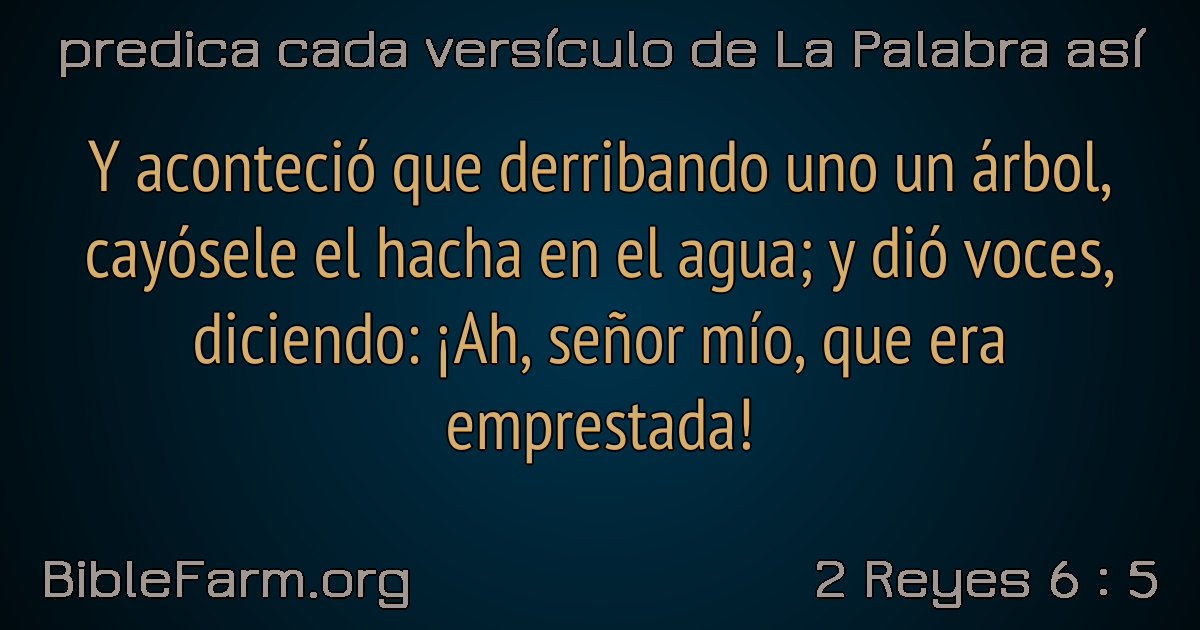 predica cada versículo de La Palabra así
Y aconteció que derribando uno un árbol,
cayósele el hacha en el agua; y dió voces,
diciendo: ¡Ah, señor mío, que era
emprestada!
BibleFarm.org
2 Reyes 6 : 5